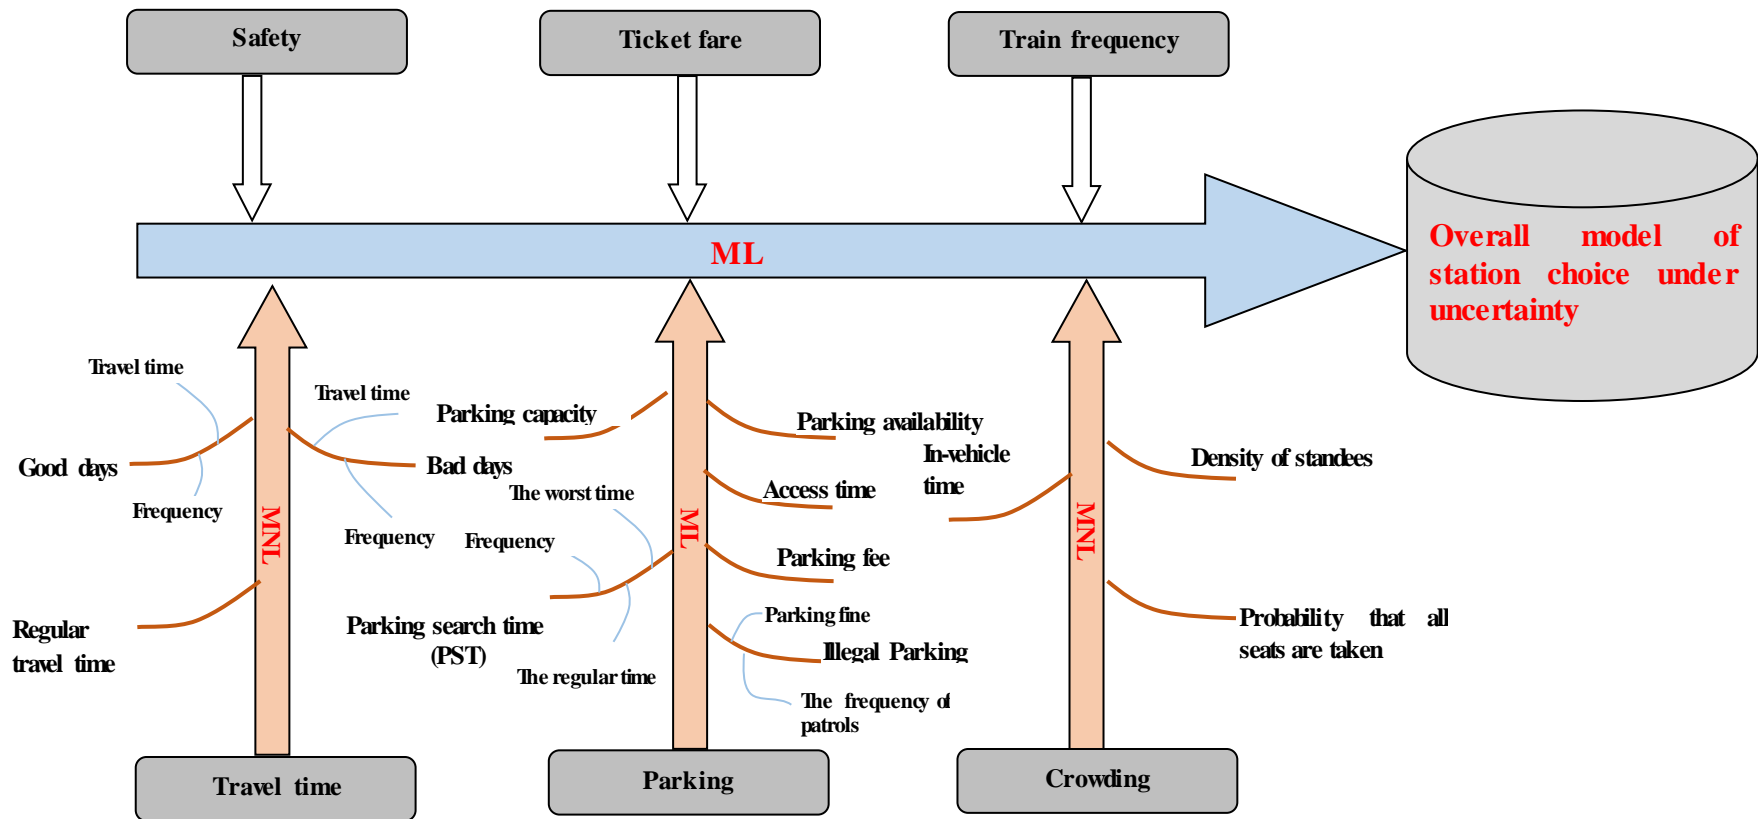 Safety
Ticket fare
Train frequency
ML
Overall model of
station choice under
uncertainty
Travel time
Good days
Frequency
Travel time
Bad days
Frequency
MNL
Regular
travel time
Travel time
Parking capacity
The worst time
Frequency
Parking search time
(PST)
The regular time
ML
Parking availability
Access time
Parking fee
Parking fine
Illegal Parking
The frequency of
patrols
Parking
In-vehicle
time
MNL
Density of standees
Probability that all
seats are taken
Crowding